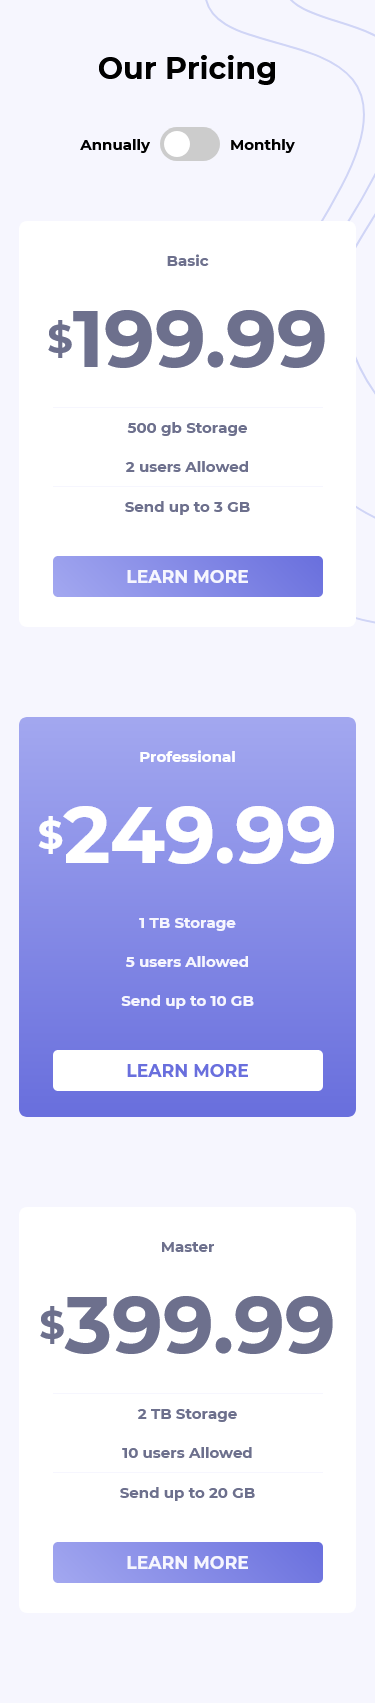 Our Pricing
Annually Monthly
Basic
$199.99
500 gb Storage
2 users Allowed
Send up to 3 GB
LEARN MORE
Professional
$249.99
1 TB Storage
5 users Allowed
Send up to 10 GB
LEARN MORE
Master
$399.99
2 TB Storage
10 users Allowed
Send up to 20 GB
LEARN MORE